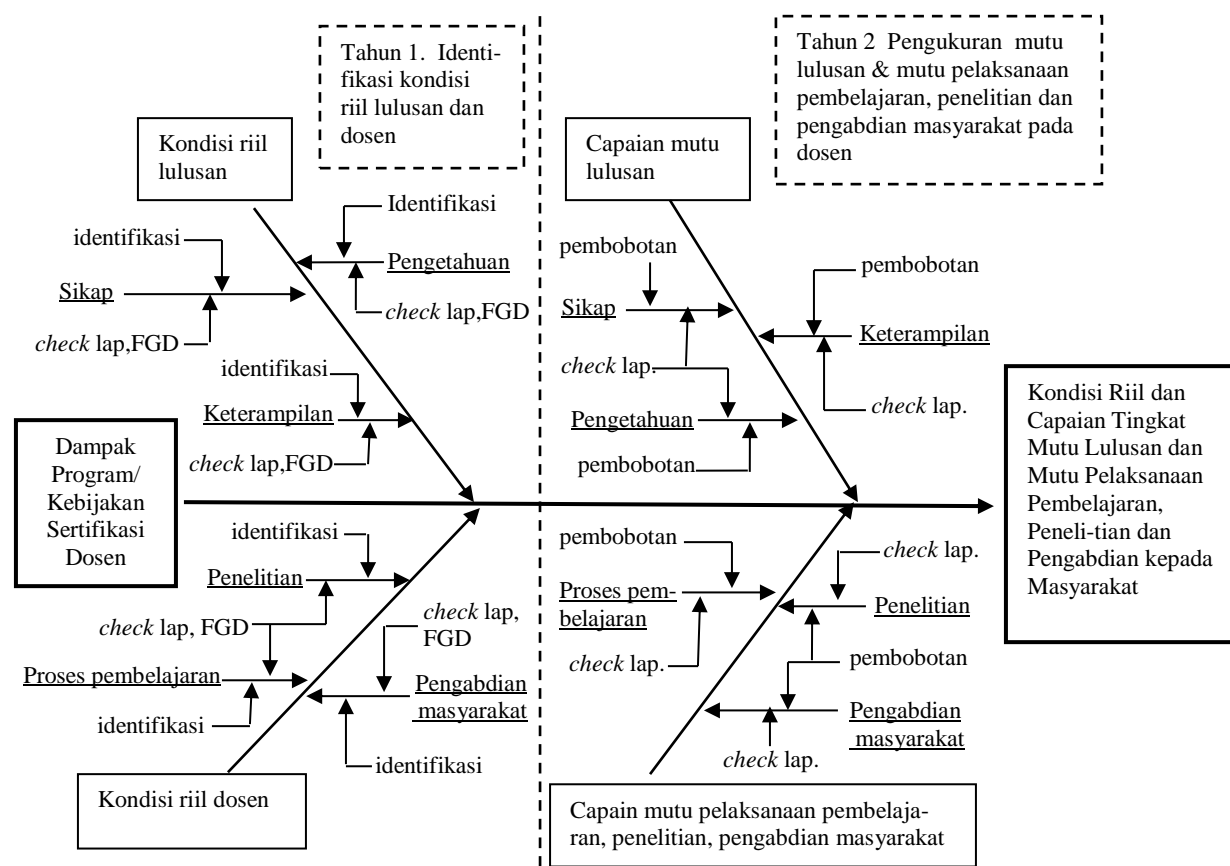 Tahun 1. Identi-
fikasi kondisi
riil lulusan dan
dosen
Tahun 2 Pengukuran mutu
lulusan & mutu pelaksanaan
pembelajaran, penelitian dan
pengabdian masyarakat pada
dosen
Kondisi riil
lulusan
Capaian mutu
lulusan
identifikasi
Identifikasi
Sikap
Pengetahuan
check lap,FGD
check lap,FGD
identifikasi
Keterampilan
check lap,FGD
pembobotan
Sikap
check lap.
pembobotan
Keterampilan
check lap.
Pengetahuan
pembobotan
Dampak
Program/
Kebijakan
Sertifikasi
Dosen
Kondisi Riil dan
Capaian Tingkat
Mutu Lulusan dan
Mutu Pelaksanaan
Pembelajaran,
Peneli-tian dan
Pengabdian kepada
Masyarakat
identifikasi
Penelitian
check lap, FGD
Proses pembelajaran
identifikasi
check lap,
FGD
Pengabdian
masyarakat
identifikasi
pembobotan
Proses pem-
belajaran
check lap.
check lap.
Penelitian
pembobotan
Pengabdian
masyarakat
check lap.
Kondisi riil dosen
Capain mutu pelaksanaan pembelaja-
ran, penelitian, pengabdian masyarakat